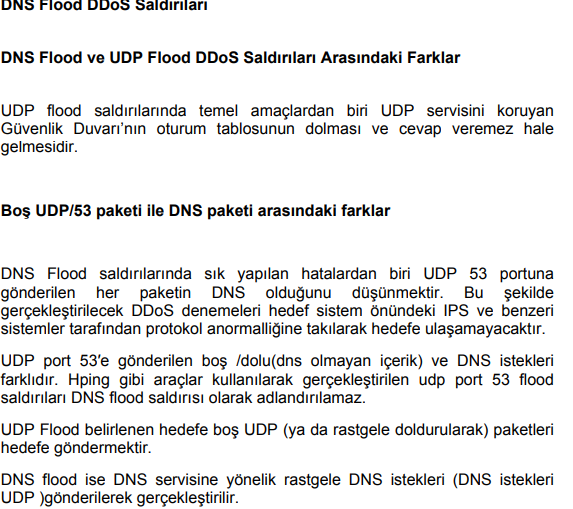 DNS Flood DDoS Saldırıları
DNS Flood ve UDP Flood DDoS Saldırıları Arasındaki Farklar
UDP flood saldırılarında temel amaçlardan biri UDP servisini koruyan
Güvenlik Duvarı’nın oturum tablosunun dolması ve cevap veremez hale
gelmesidir.
Boş UDP/53 paketi ile DNS paketi arasındaki farklar
DNS Flood saldırılarında sık yapılan hatalardan biri UDP 53 portuna
gönderilen her paketin DNS olduğunu düşünmektir. Bu şekilde
gerçekleştirilecek DDoS denemeleri hedef sistem önündeki IPS ve benzeri
sistemler tarafından protokol anormalliğine takılarak hedefe ulaşamayacaktır.
UDP port 53′e gönderilen boş /dolu(dns olmayan içerik) ve DNS istekleri
farklıdır. Hping gibi araçlar kullanılarak gerçekleştirilen udp port 53 flood
saldırıları DNS flood saldırısı olarak adlandırılamaz.
UDP Flood belirlenen hedefe boş UDP (ya da rastgele doldurularak) paketleri
hedefe göndermektir.
DNS flood ise DNS servisine yönelik rastgele DNS istekleri (DNS istekleri
UDP )gönderilerek gerçekleştirilir.